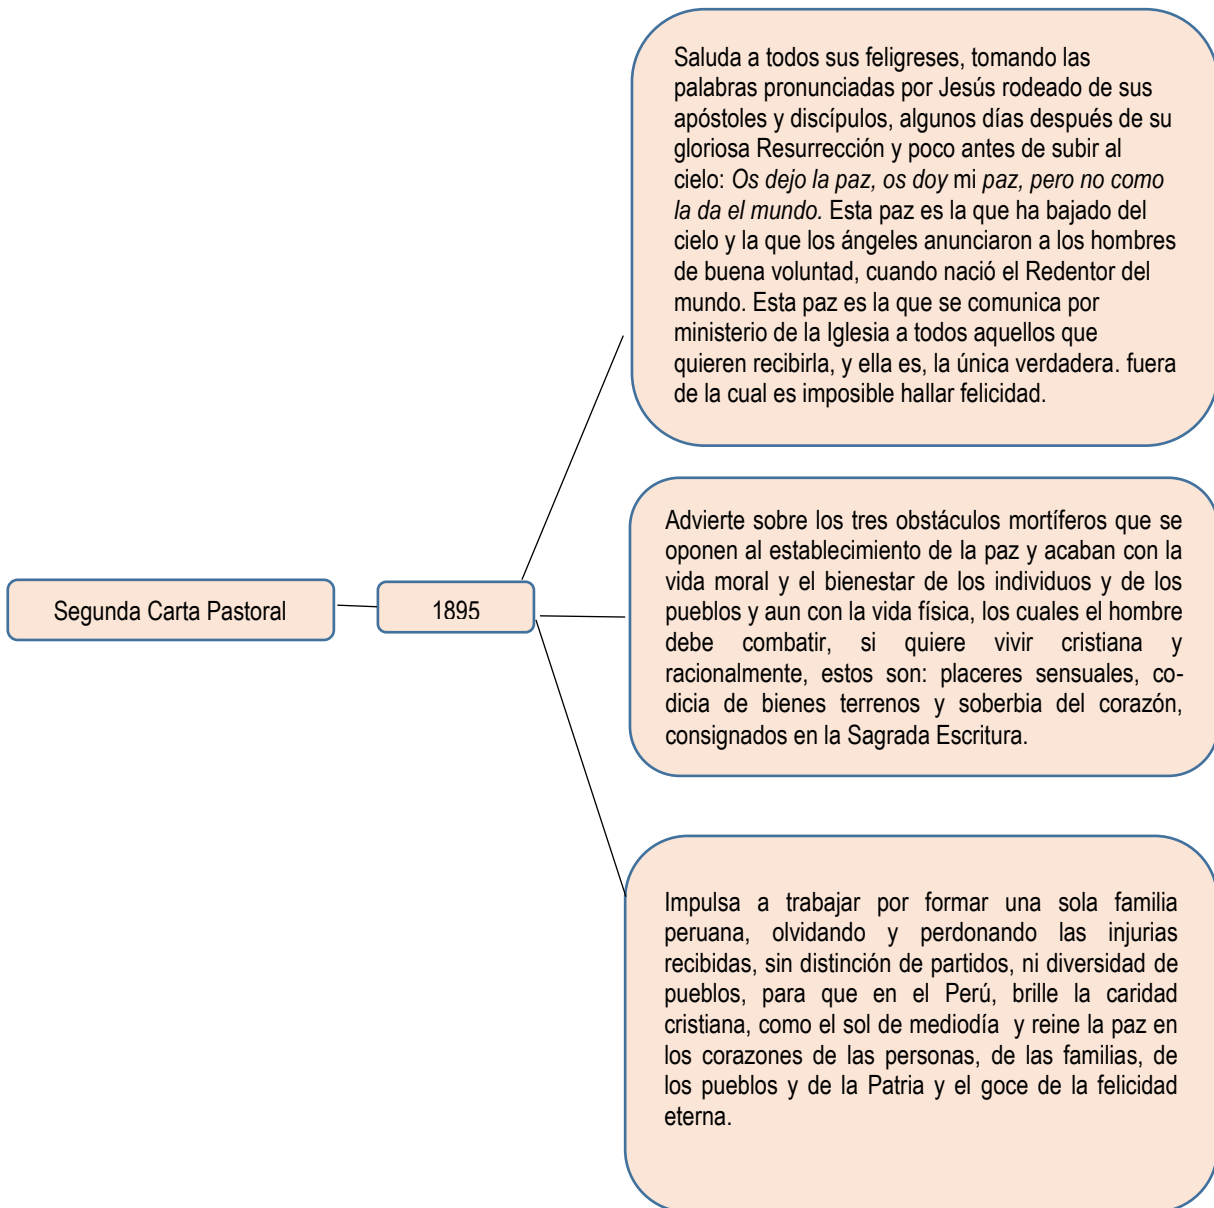 Segunda Carta Pastoral
1895
Saluda a todos sus feligreses, tomando las
palabras pronunciadas por Jesús rodeado de sus
apóstoles y discípulos, algunos días después de su
gloriosa Resurrección y poco antes de subir al
cielo: Os dejo la paz, os doy mi paz, pero no como
la da el mundo. Esta paz es la que ha bajado del
cielo y la que los ángeles anunciaron a los hombres
de buena voluntad, cuando nació el Redentor del
mundo. Esta paz es la que se comunica por
ministerio de la Iglesia a todos aquellos que
quieren recibirla, y ella es, la única verdadera. fuera
de la cual es imposible hallar felicidad.
Advierte sobre los tres obstáculos mortíferos que se
oponen al establecimiento de la paz y acaban con la
vida moral y el bienestar de los individuos y de los
pueblos y aun con la vida física, los cuales el hombre
debe combatir, si quiere vivir cristiana y
racionalmente, estos son: placeres sensuales, co-
dicia de bienes terrenos y soberbia del corazón,
consignados en la Sagrada Escritura.
Impulsa a trabajar por formar una sola familia
peruana, olvidando y perdonando las injurias
recibidas, sin distinción de partidos, ni diversidad de
pueblos, para que en el Perú, brille la caridad
cristiana, como el sol de mediodía y reine la paz en
los corazones de las personas, de las familias, de
los pueblos y de la Patria y el goce de la felicidad
eterna.